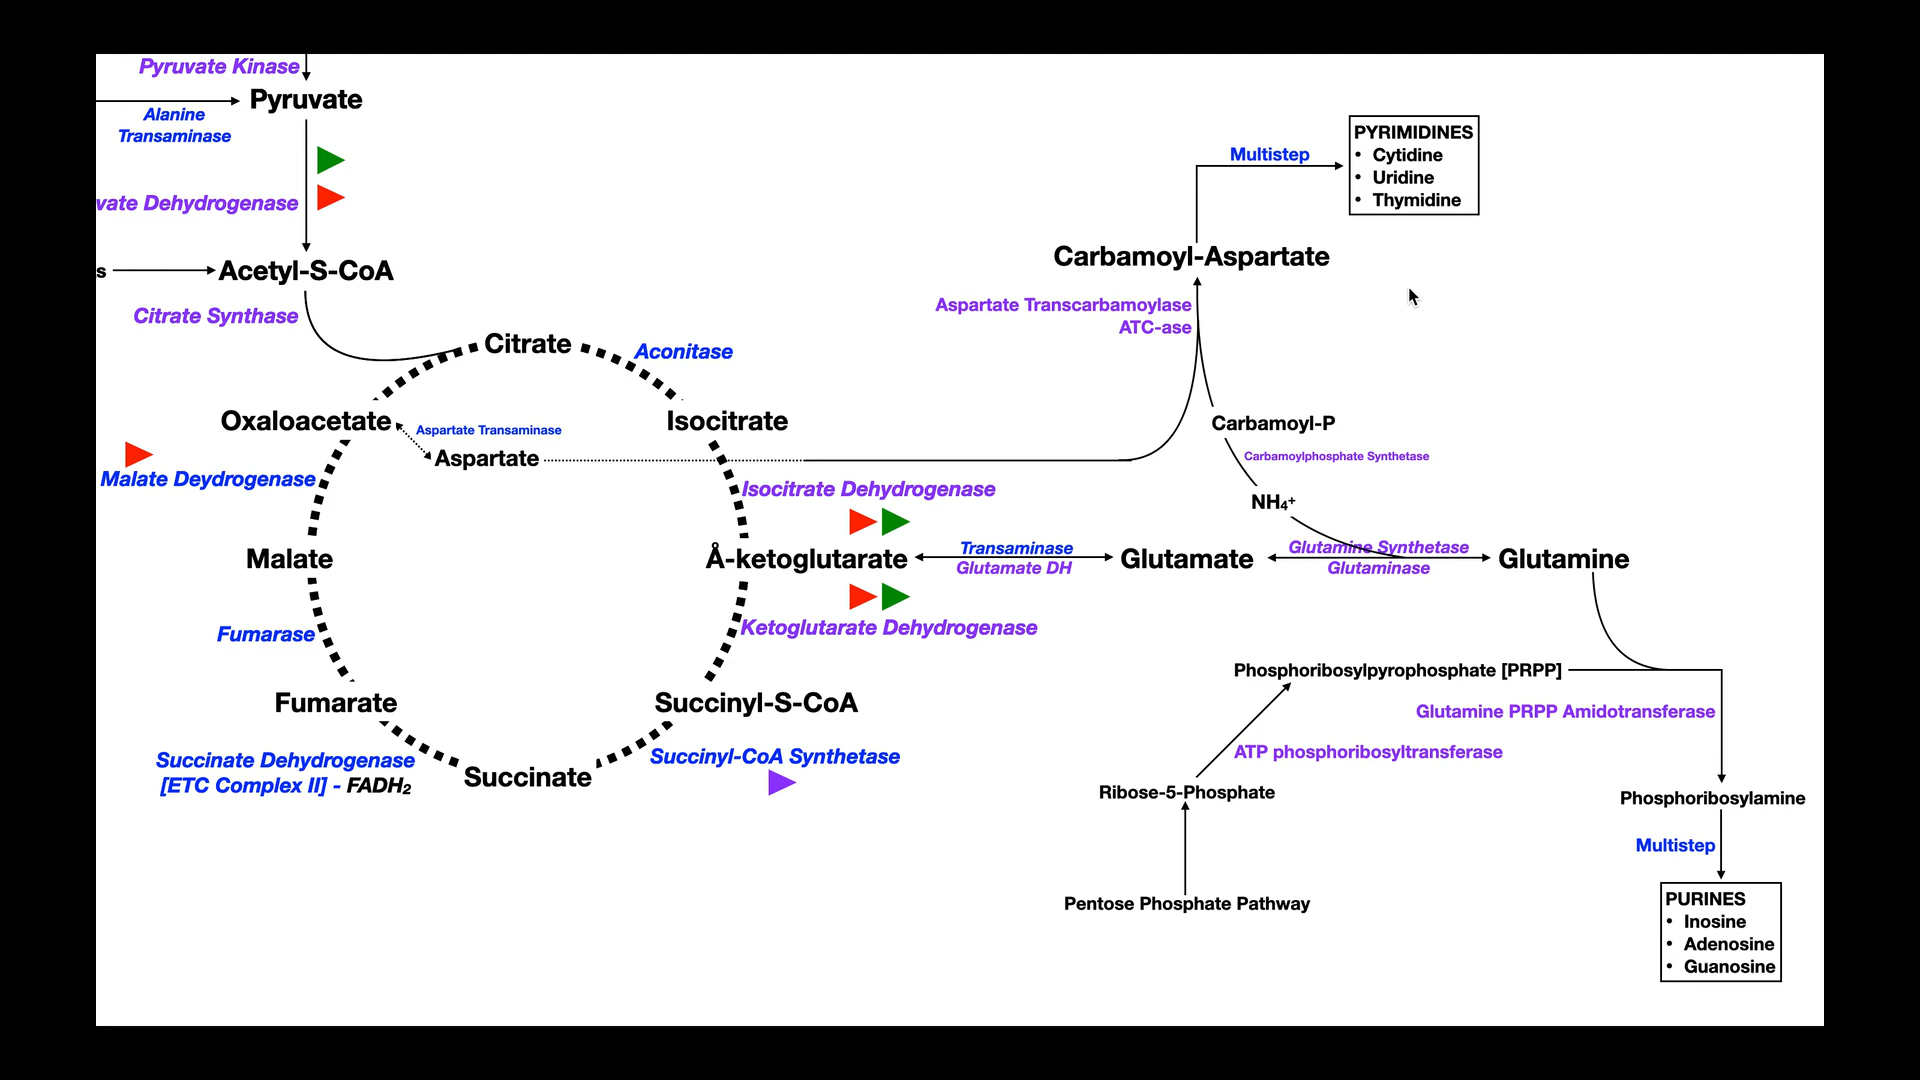 Pyruvate Kinase
Pyruvate
Alanine
Transaminase
vate Dehydrogenase
s
Acetyl-S-CoA
Citrate Synthase
Citrate
Aconitase
Oxaloacetate
Aspartate Transaminase
Aspartate
Isocitrate
Malate Deydrogenase
Isocitrate Dehydrogenase
Malate
Å-ketoglutarate
Transaminase
Glutamate DH
Glutamate
Glutamine Synthetase
Glutaminase
Glutamine
Ketoglutarate Dehydrogenase
Fumarase
Fumarate
Succinyl-S-CoA
Succinate Dehydrogenase
[ETC Complex II] - FADH₂
Succinate
Succinyl-CoA Synthetase
PYRIMIDINES
• Cytidine
• Uridine
• Thymidine
Multistep
Carbamoyl-Aspartate
Aspartate Transcarbamoylase
ATC-ase
Carbamoyl-P
Carbamoylphosphate Synthetase
NH₄⁺
Phosphoribosylpyrophosphate [PRPP]
Glutamine PRPP Amidotransferase
ATP phosphoribosyltransferase
Ribose-5-Phosphate
Pentose Phosphate Pathway
Phosphoribosylamine
Multistep
PURINES
• Inosine
• Adenosine
• Guanosine